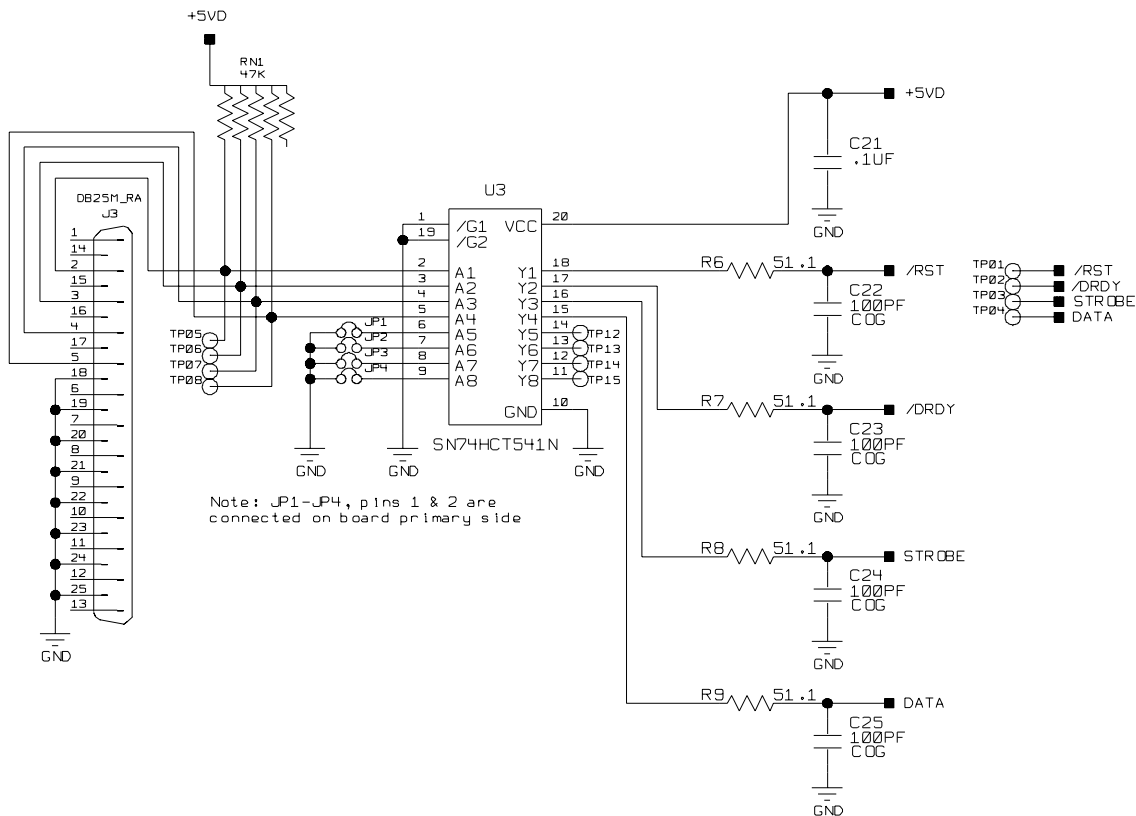 +5VD
RN1
47K
DB25M_RA
J3
1
14
2
15
3
16
4
17
5
18
6
19
7
20
8
21
9
22
10
23
11
24
12
25
13
GND
TP05
TP06
TP07
TP08
JP1
JP2
JP3
JP4
GND
GND
U3
1 /G1 VCC 20
19 /G2
2 A1 Y1 18
3 A2 Y2 17
4 A3 Y3 16
5 A4 Y4 15
6 A5 Y5 14 TP12
7 A6 Y6 13 TP13
8 A7 Y7 12 TP14
9 A8 Y8 11 TP15
GND 10
SN74HCT541N
GND
Note: JP1-JP4, pins 1 & 2 are
connected on board primary side
+5VD
C21
.1UF
GND
R6 51.1 /RST
C22
100PF
COG
GND
R7 51.1 /DRDY
C23
100PF
COG
GND
R8 51.1 STROBE
C24
100PF
COG
GND
R9 51.1 DATA
C25
100PF
COG
GND
TP01 /RST
TP02 /DRDY
TP03 STROBE
TP04 DATA